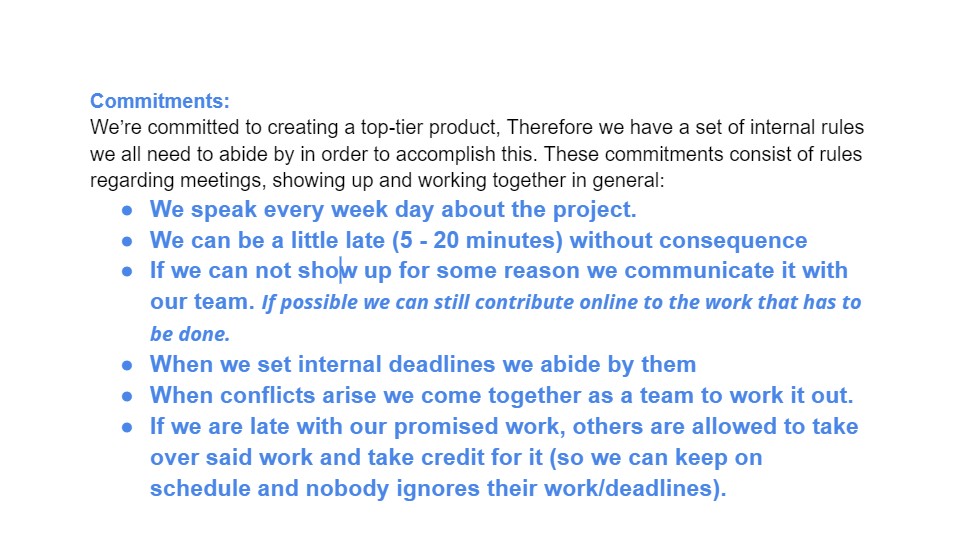 Commitments:
We're committed to creating a top-tier product, Therefore we have a set of internal rules
we all need to abide by in order to accomplish this. These commitments consist of rules
regarding meetings, showing up and working together in general:
● We speak every week day about the project.
● We can be a little late (5 - 20 minutes) without consequence
● If we can not show up for some reason we communicate it with
our team. If possible we can still contribute online to the work that has to
be done.
● When we set internal deadlines we abide by them
● When conflicts arise we come together as a team to work it out.
● If we are late with our promised work, others are allowed to take
over said work and take credit for it (so we can keep on
schedule and nobody ignores their work/deadlines).